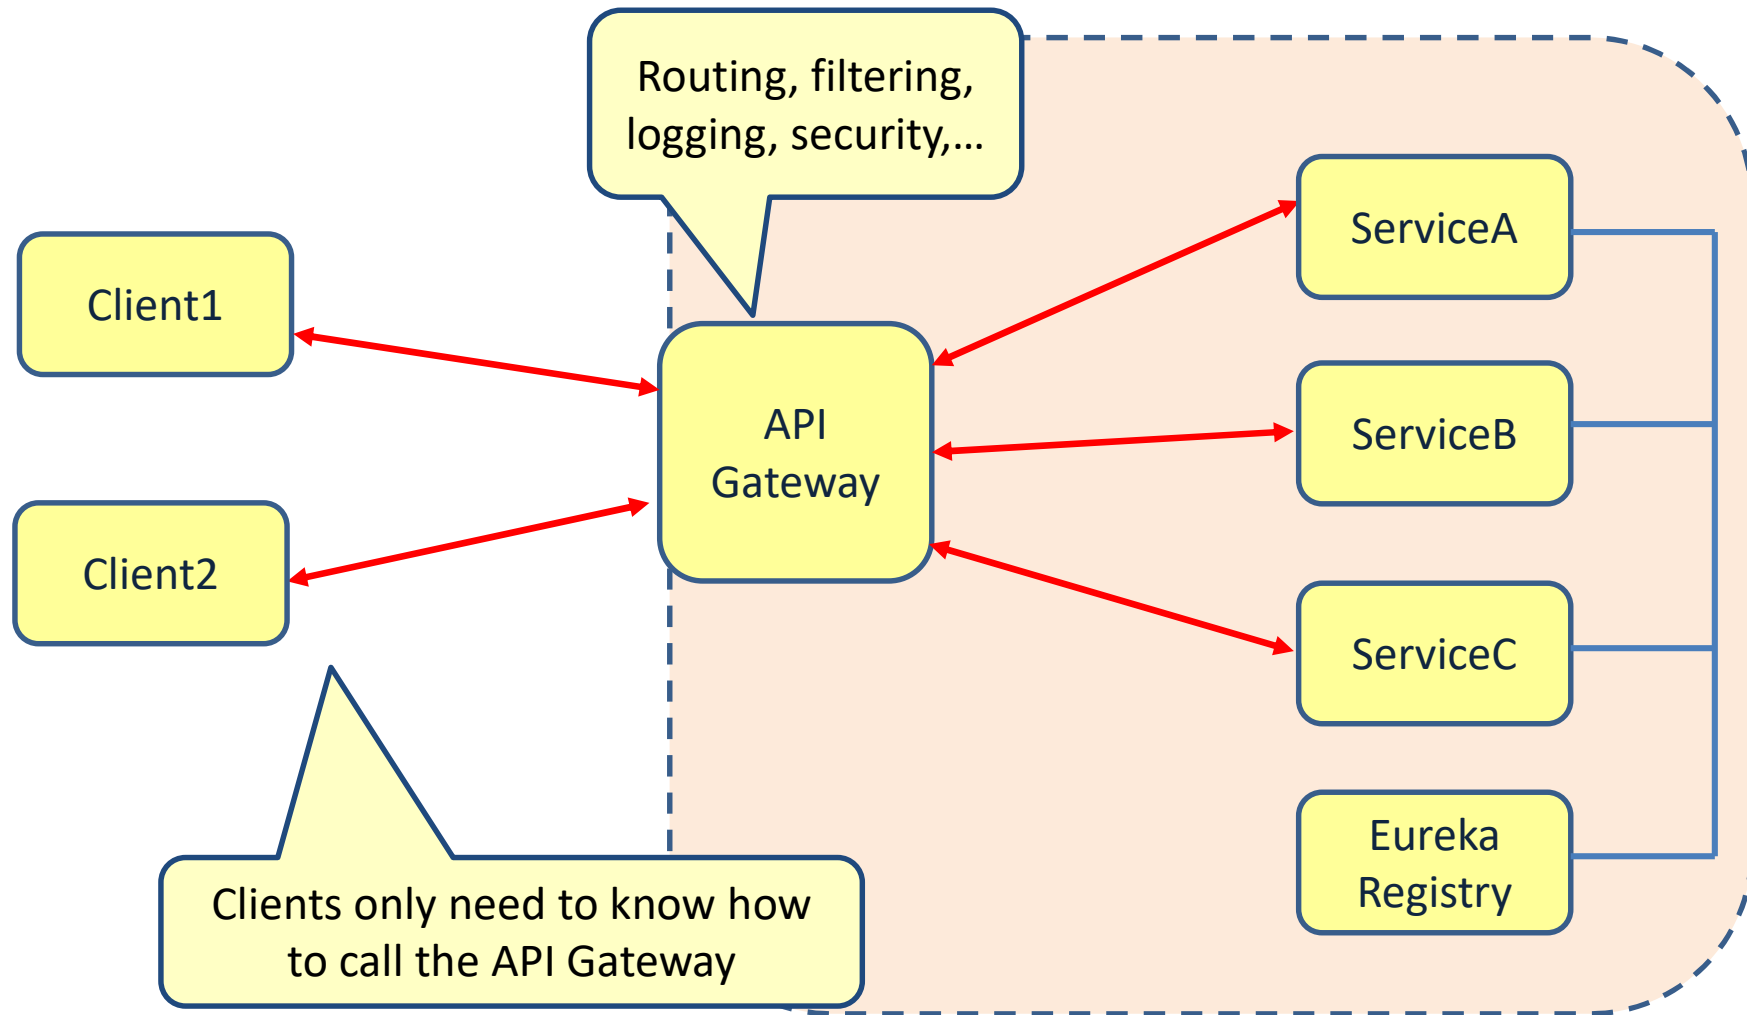 Routing, filtering,
logging, security,...
Client1
ServiceA
API
Gateway
ServiceB
Client2
ServiceC
Eureka
Registry
Clients only need to know how
to call the API Gateway